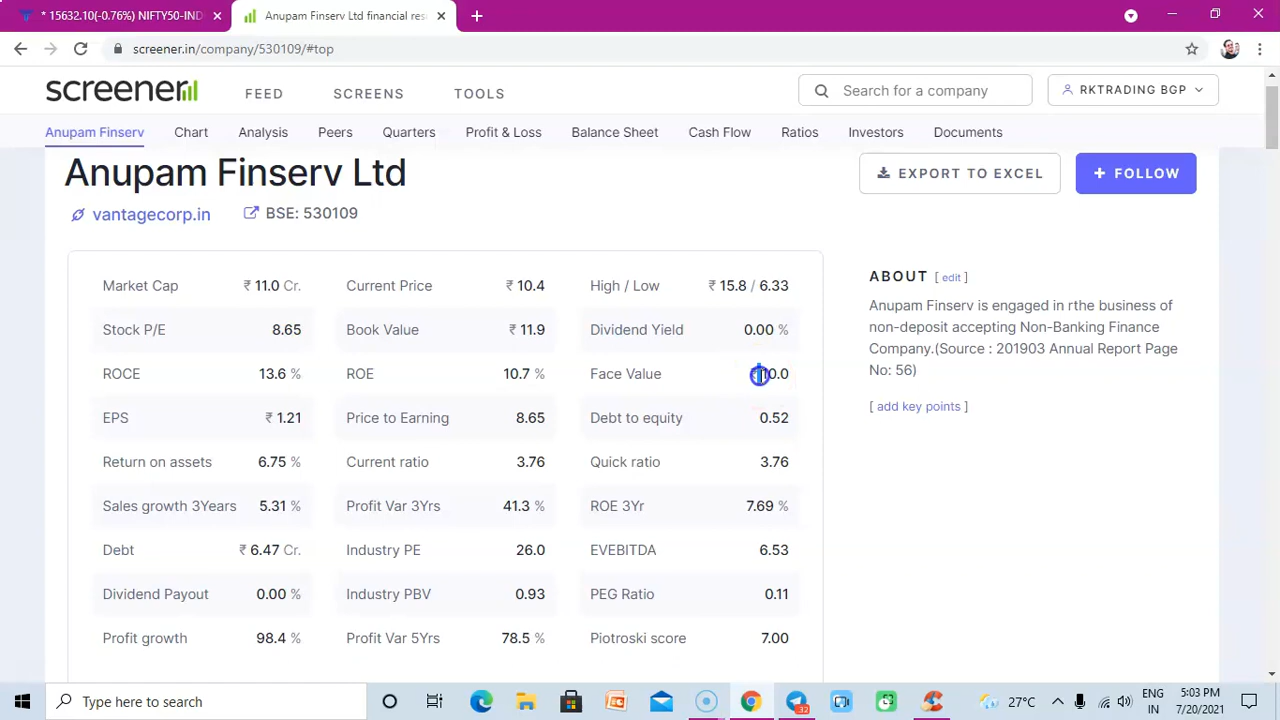 * 15632.10(-0.76%) NIFTY50-IND
Anupam Finserv Ltd financial res
screener.in/company/530109/#top
screener
FEED
SCREENS
TOOLS
Search for a company
RKTRADING BGP
Anupam Finserv
Chart
Analysis
Peers
Quarters
Profit & Loss
Balance Sheet
Cash Flow
Ratios
Investors
Documents
Anupam Finserv Ltd
EXPORT TO EXCEL
+ FOLLOW
vantagecorp.in
BSE: 530109
Market Cap ₹ 11.0 Cr.
Current Price ₹ 10.4
High / Low ₹ 15.8 / 6.33
Stock P/E 8.65
Book Value ₹ 11.9
Dividend Yield 0.00 %
ROCE 13.6 %
ROE 10.7 %
Face Value ₹ 10.0
EPS ₹ 1.21
Price to Earning 8.65
Debt to equity 0.52
Return on assets 6.75 %
Current ratio 3.76
Quick ratio 3.76
Sales growth 3Years 5.31 %
Profit Var 3Yrs 41.3 %
ROE 3Yr 7.69 %
Debt ₹ 6.47 Cr.
Industry PE 26.0
EVEBITDA 6.53
Dividend Payout 0.00 %
Industry PBV 0.93
PEG Ratio 0.11
Profit growth 98.4 %
Profit Var 5Yrs 78.5 %
Piotroski score 7.00
ABOUT [ edit ]
Anupam Finserv is engaged in rthe business of
non-deposit accepting Non-Banking Finance
Company.(Source : 201903 Annual Report Page
No: 56)
[ add key points ]
Type here to search
32
27°C
ENG
IN
5:03 PM
7/20/2021